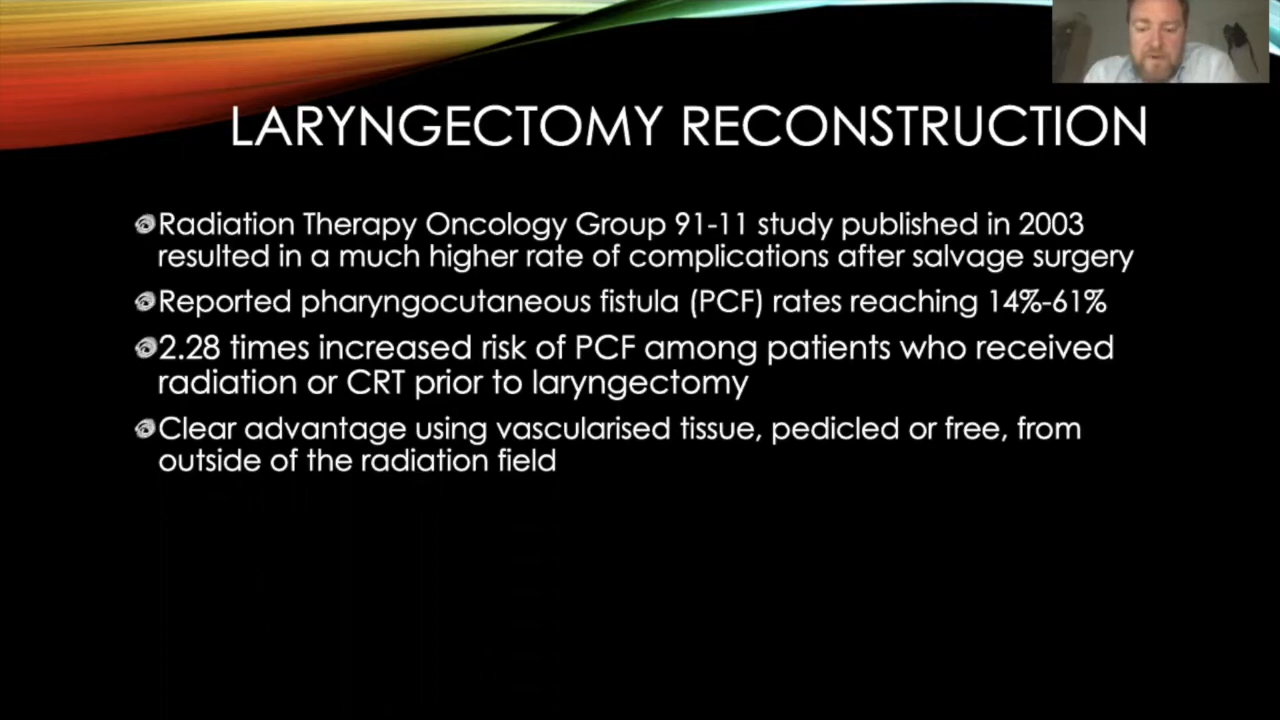 LARYNGECTOMY RECONSTRUCTION
Radiation Therapy Oncology Group 91-11 study published in 2003
resulted in a much higher rate of complications after salvage surgery
Reported pharyngocutaneous fistula (PCF) rates reaching 14%-61%
2.28 times increased risk of PCF among patients who received
radiation or CRT prior to laryngectomy
Clear advantage using vascularised tissue, pedicled or free, from
outside of the radiation field